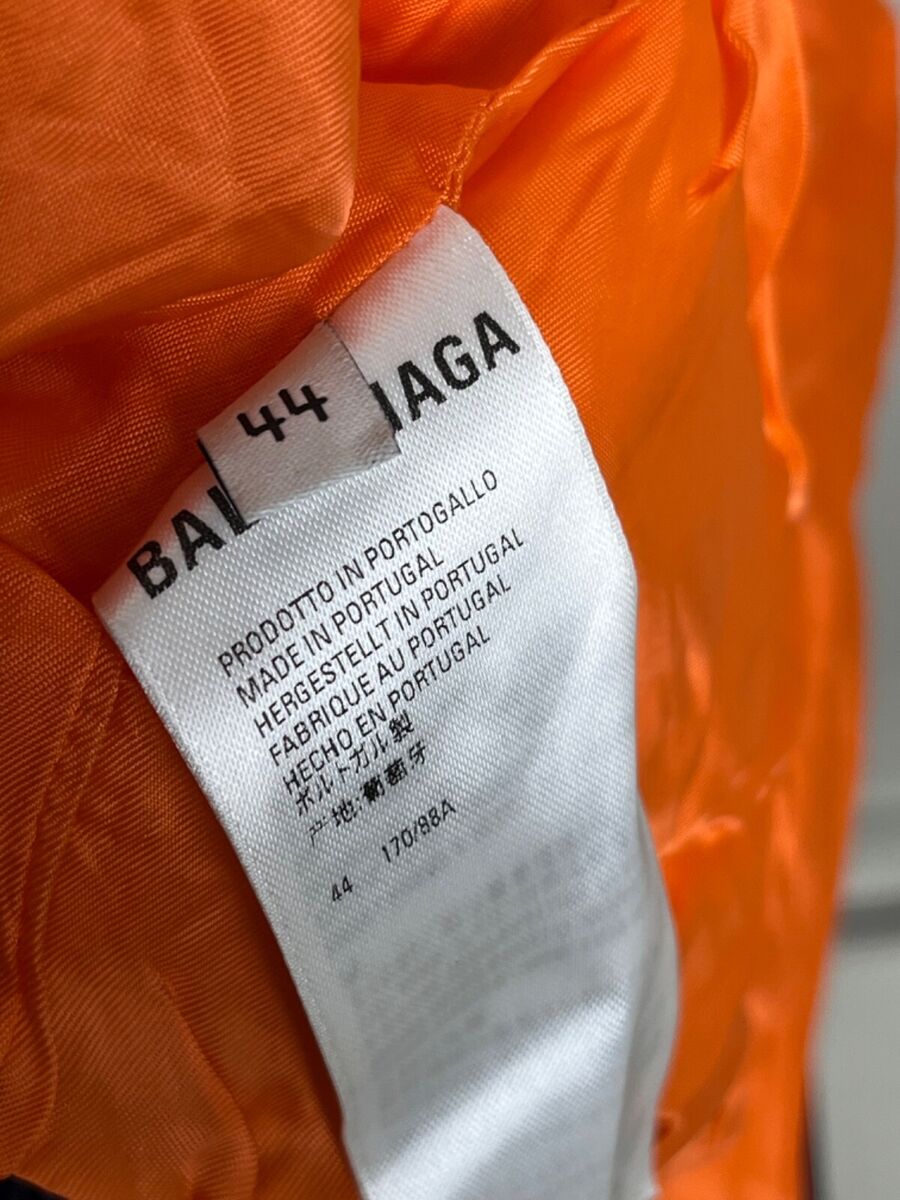 44
BAL IAGA
PRODOTTO IN PORTOGALLO
MADE IN PORTUGAL
HERGESTELLT IN PORTUGAL
FABRIQUE AU PORTUGAL
HECHO EN PORTUGAL
ポルトガル製
产地:葡萄牙
44 170/88A